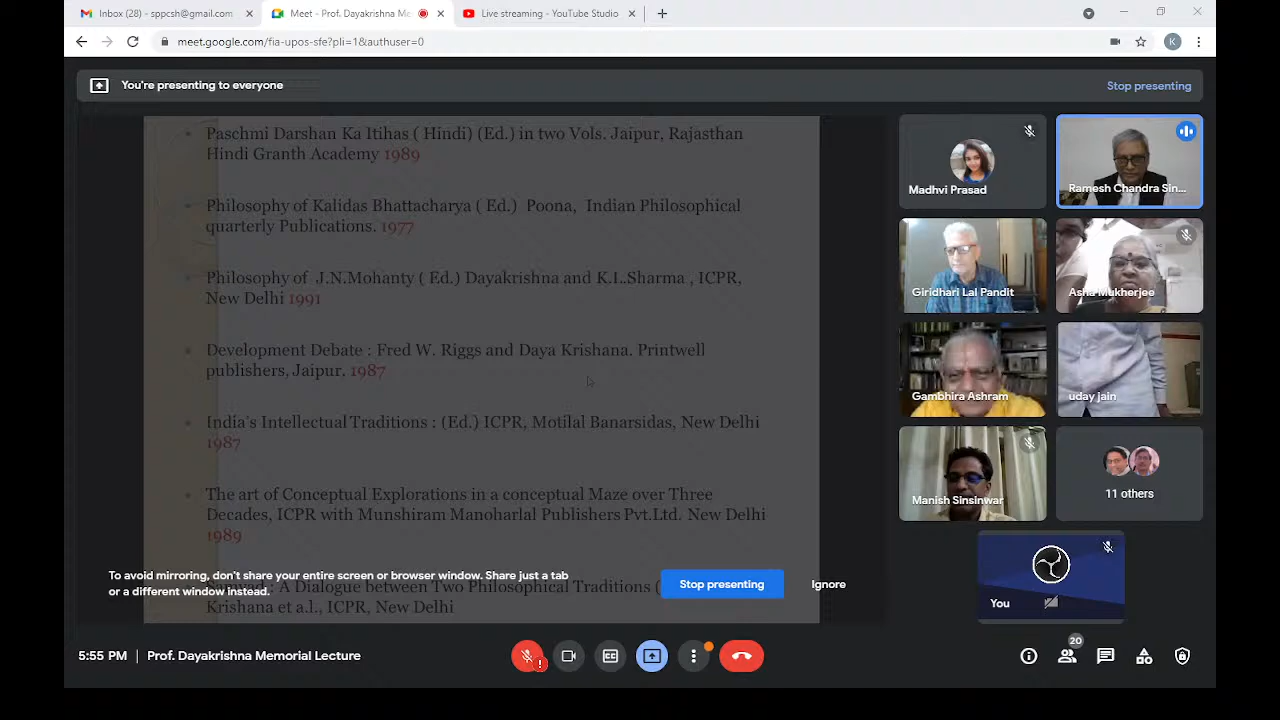 Inbox (28) - sppcsh@gmail.com
Meet - Prof. Dayakrishna Me
Live streaming - YouTube Studio
meet.google.com/fia-upos-sfe?pli=1&authuser=0
K
You're presenting to everyone
Stop presenting
Paschmi Darshan Ka Itihas ( Hindi) (Ed.) in two Vols. Jaipur, Rajasthan
Hindi Granth Academy 1989
Philosophy of Kalidas Bhattacharya ( Ed.) Poona, Indian Philosophical
quarterly Publications. 1977
Philosophy of J.N.Mohanty ( Ed.) Dayakrishna and K.L.Sharma , ICPR,
New Delhi 1991
Development Debate : Fred W. Riggs and Daya Krishana. Printwell
publishers, Jaipur. 1987
India's Intellectual Traditions : (Ed.) ICPR, Motilal Banarsidas, New Delhi
1987
The art of Conceptual Explorations in a conceptual Maze over Three
Decades, ICPR with Munshiram Manoharlal Publishers Pvt.Ltd. New Delhi
1989
: A Dialogue between Two Philosophical Traditions (
Krishana et a.l., ICPR, New Delhi
To avoid mirroring, don't share your entire screen or browser window. Share just a tab
or a different window instead.
Stop presenting
Ignore
Madhvi Prasad
Ramesh Chandra Sin...
Giridhari Lal Pandit
Asha Mukherjee
Gambhira Ashram
uday jain
Manish Sinsinwar
11 others
You
5:55 PM | Prof. Dayakrishna Memorial Lecture
20